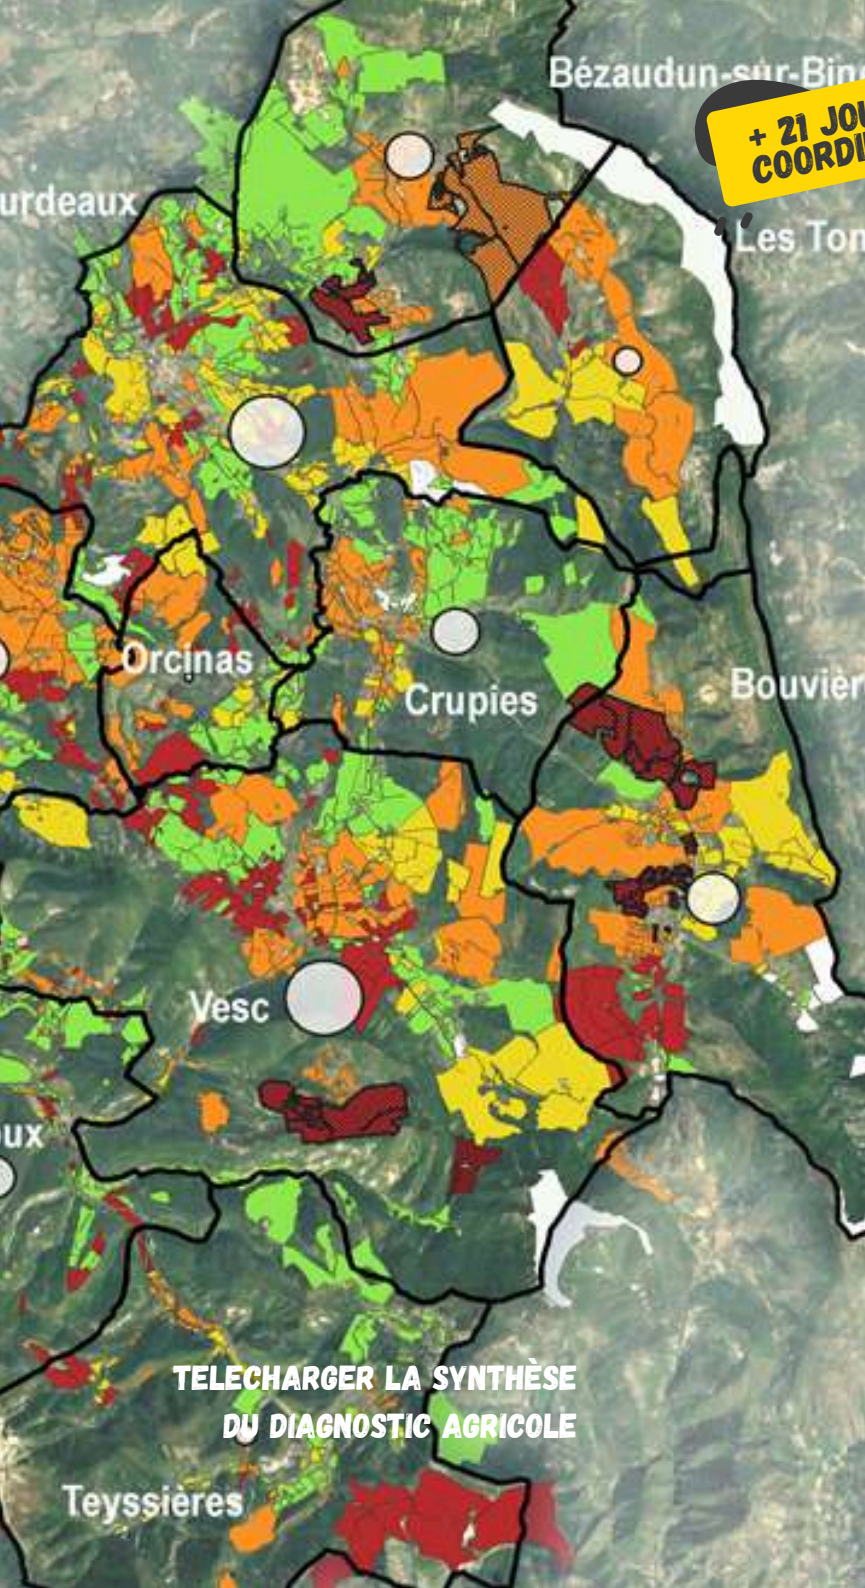 Bézaudun-sur-Bin
+ 21 JOU
COORDI
urdeaux
Les Ton
Orcinas
Crupies
Bouvièr
Vesc
oux
TELECHARGER LA SYNTHÈSE
DU DIAGNOSTIC AGRICOLE
Teyssières